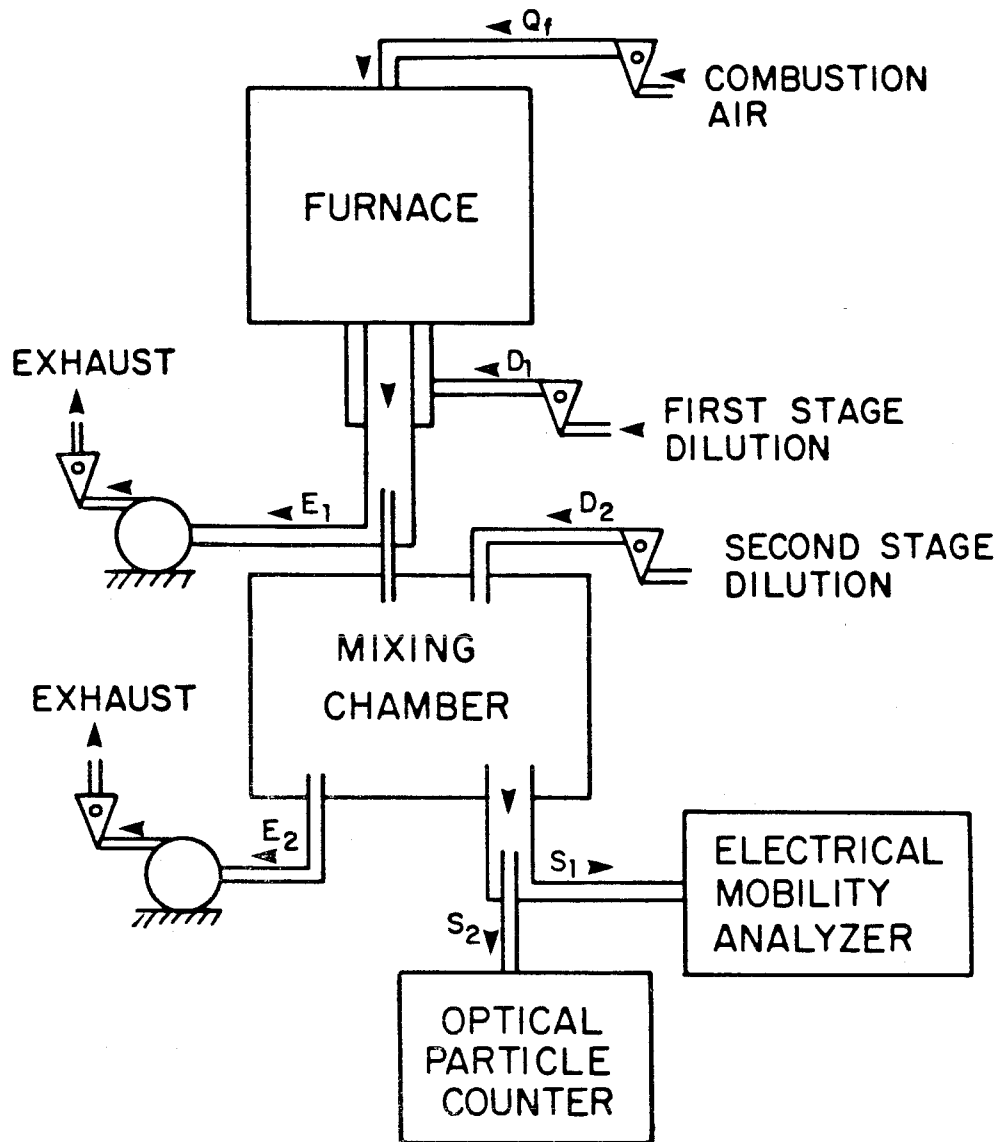 Qf
COMBUSTION
AIR
FURNACE
EXHAUST
D1
FIRST STAGE
DILUTION
E1
D2
SECOND STAGE
DILUTION
MIXING
CHAMBER
EXHAUST
E2
S1
ELECTRICAL
MOBILITY
ANALYZER
S2
OPTICAL
PARTICLE
COUNTER